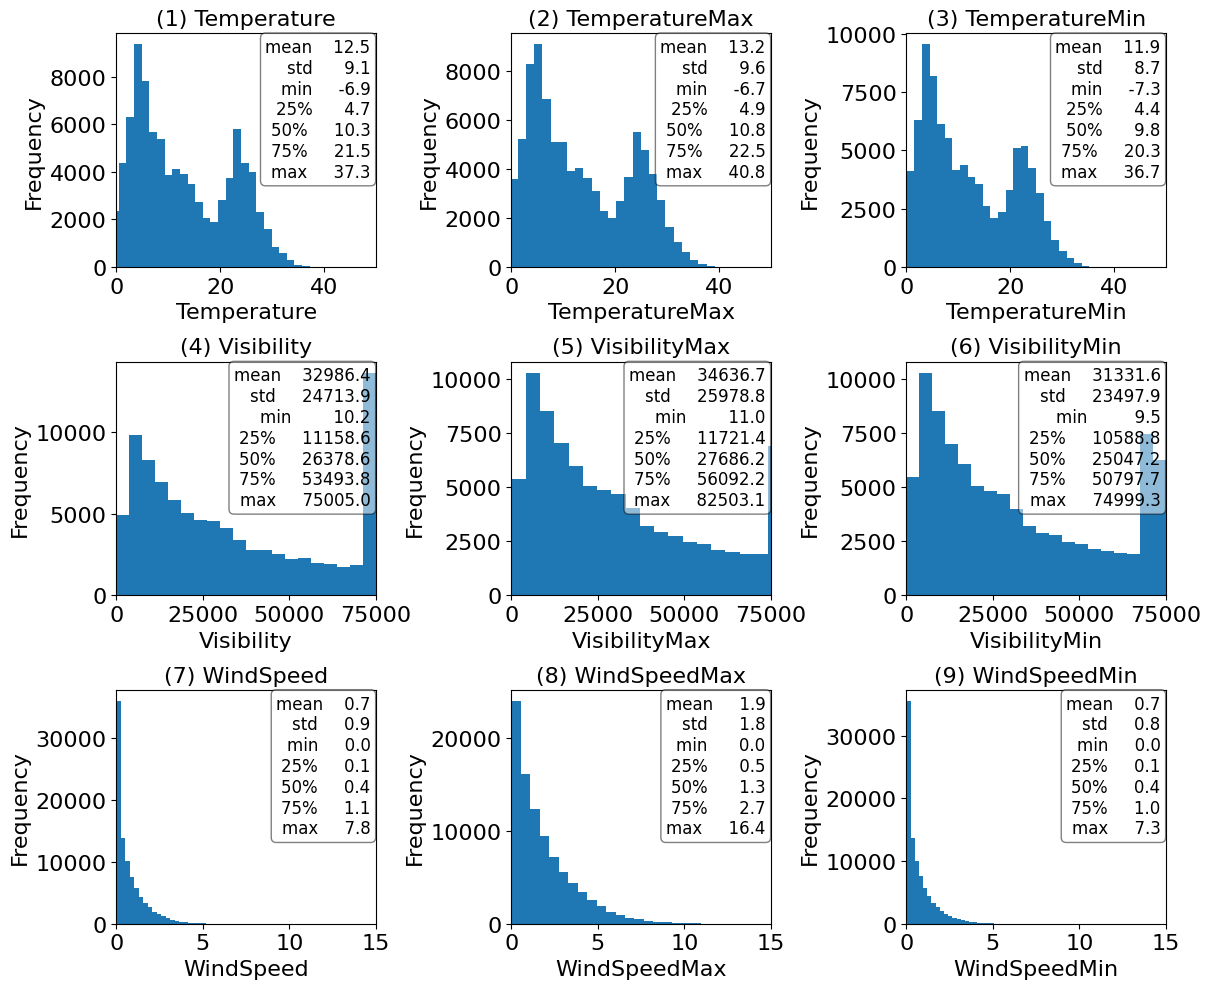 (1) Temperature
mean 12.5
std 9.1
min -6.9
25% 4.7
50% 10.3
75% 21.5
max 37.3
8000
6000
4000
2000
0
Frequency
0 20 40
Temperature
(2) TemperatureMax
mean 13.2
std 9.6
min -6.7
25% 4.9
50% 10.8
75% 22.5
max 40.8
8000
6000
4000
2000
0
Frequency
0 20 40
TemperatureMax
(3) TemperatureMin
mean 11.9
std 8.7
min -7.3
25% 4.4
50% 9.8
75% 20.3
max 36.7
10000
7500
5000
2500
0
Frequency
0 20 40
TemperatureMin
(4) Visibility
mean 32986.4
std 24713.9
min 10.2
25% 11158.6
50% 26378.6
75% 53493.8
max 75005.0
10000
5000
0
Frequency
0 25000 50000 75000
Visibility
(5) VisibilityMax
mean 34636.7
std 25978.8
min 11.0
25% 11721.4
50% 27686.2
75% 56092.2
max 82503.1
10000
7500
5000
2500
0
Frequency
0 25000 50000 75000
VisibilityMax
(6) VisibilityMin
mean 31331.6
std 23497.9
min 9.5
25% 10588.8
50% 25047.2
75% 50797.7
max 74999.3
10000
7500
5000
2500
0
Frequency
0 25000 50000 75000
VisibilityMin
(7) WindSpeed
mean 0.7
std 0.9
min 0.0
25% 0.1
50% 0.4
75% 1.1
max 7.8
30000
20000
10000
0
Frequency
0 5 10 15
WindSpeed
(8) WindSpeedMax
mean 1.9
std 1.8
min 0.0
25% 0.5
50% 1.3
75% 2.7
max 16.4
20000
10000
0
Frequency
0 5 10 15
WindSpeedMax
(9) WindSpeedMin
mean 0.7
std 0.8
min 0.0
25% 0.1
50% 0.4
75% 1.0
max 7.3
30000
20000
10000
0
Frequency
0 5 10 15
WindSpeedMin